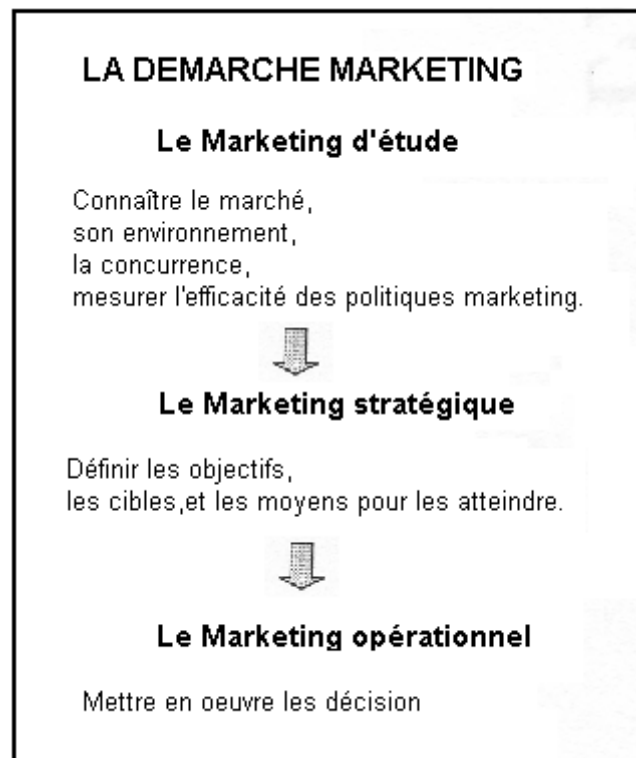 LA DEMARCHE MARKETING
Le Marketing d'étude
Connaître le marché,
son environnement,
la concurrence,
mesurer l'efficacité des politiques marketing.
Le Marketing stratégique
Définir les objectifs,
les cibles,et les moyens pour les atteindre.
Le Marketing opérationnel
Mettre en oeuvre les décision